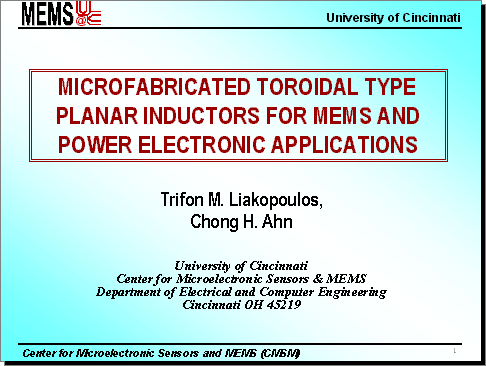 MEMS UC @
University of Cincinnati
MICROFABRICATED TOROIDAL TYPE
PLANAR INDUCTORS FOR MEMS AND
POWER ELECTRONIC APPLICATIONS
Trifon M. Liakopoulos,
Chong H. Ahn
University of Cincinnati
Center for Microelectronic Sensors & MEMS
Department of Electrical and Computer Engineering
Cincinnati OH 45219
Center for Microelectronic Sensors and MEMS (CMSM)
1